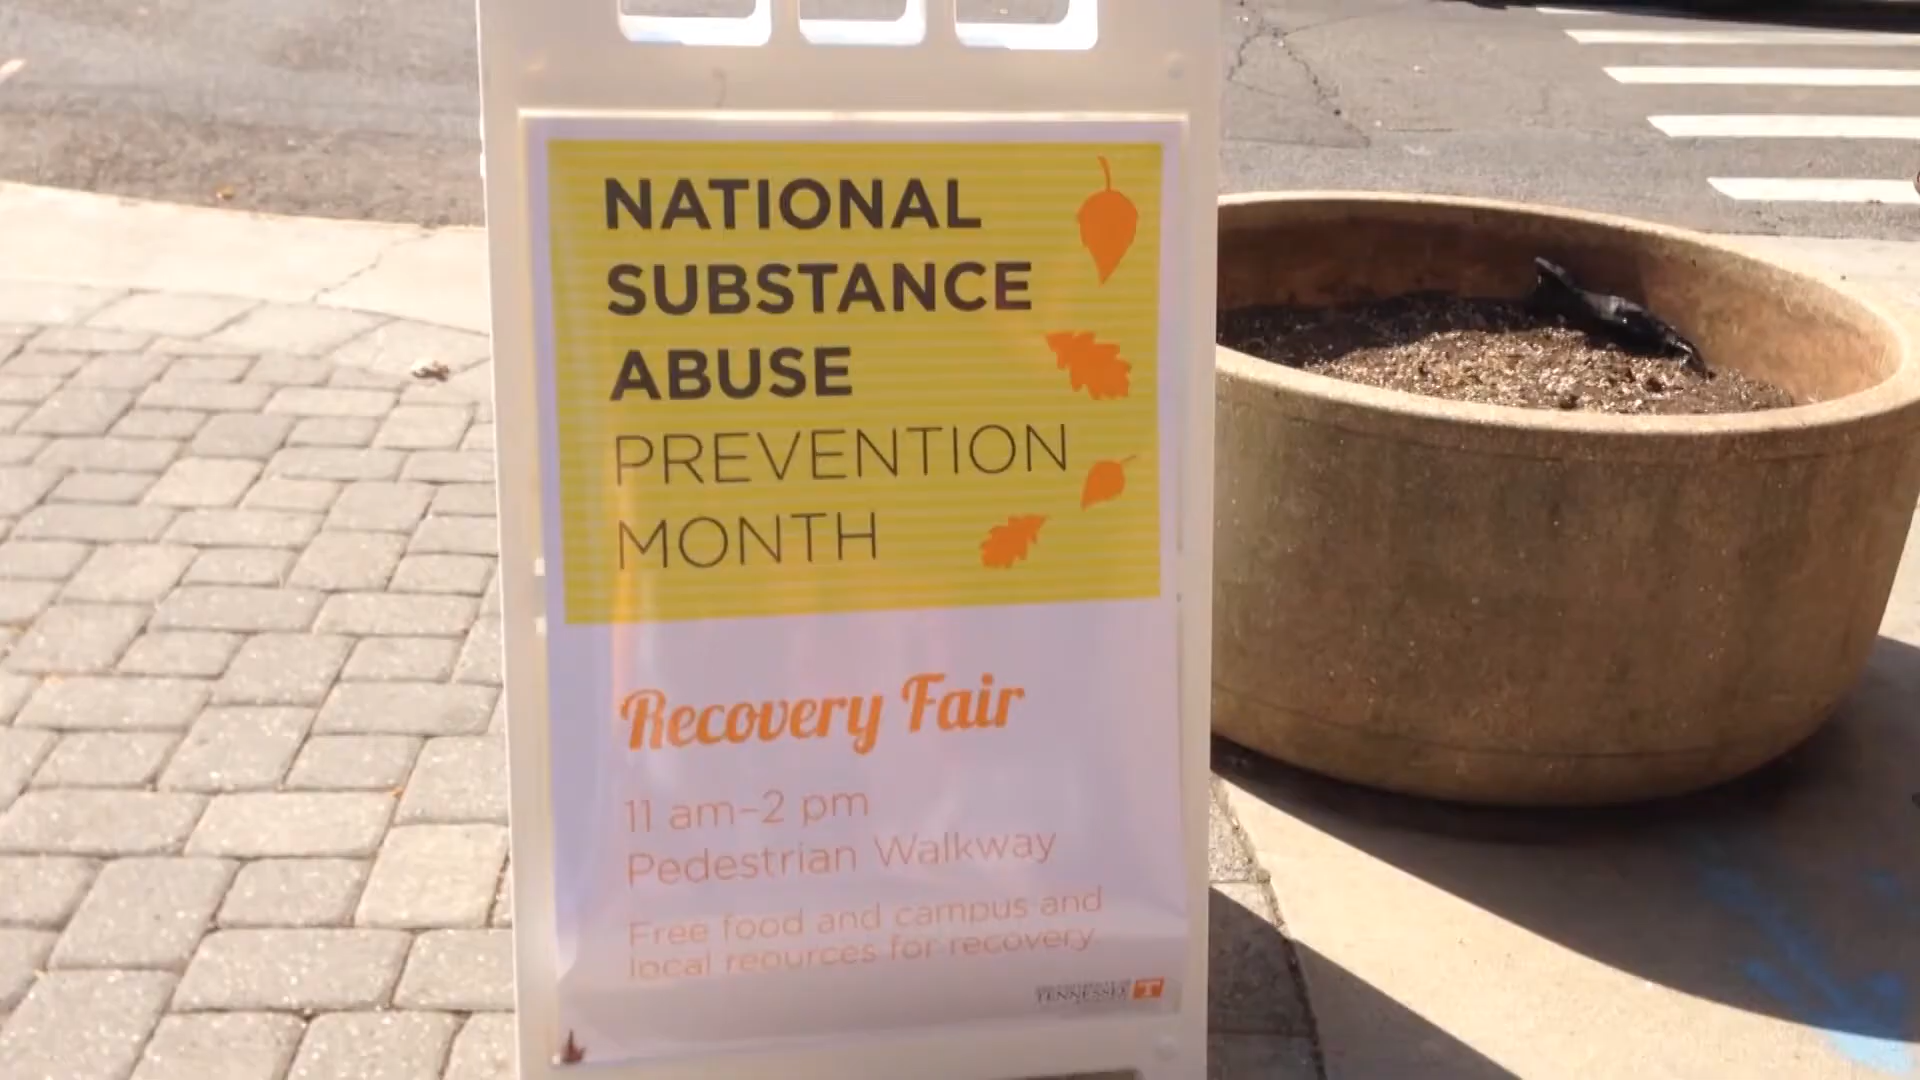 NATIONAL
SUBSTANCE
ABUSE
PREVENTION
MONTH
Recovery Fair
11 am–2 pm
Pedestrian Walkway
Free food and campus and
local reources for recovery
TENNESSEE T